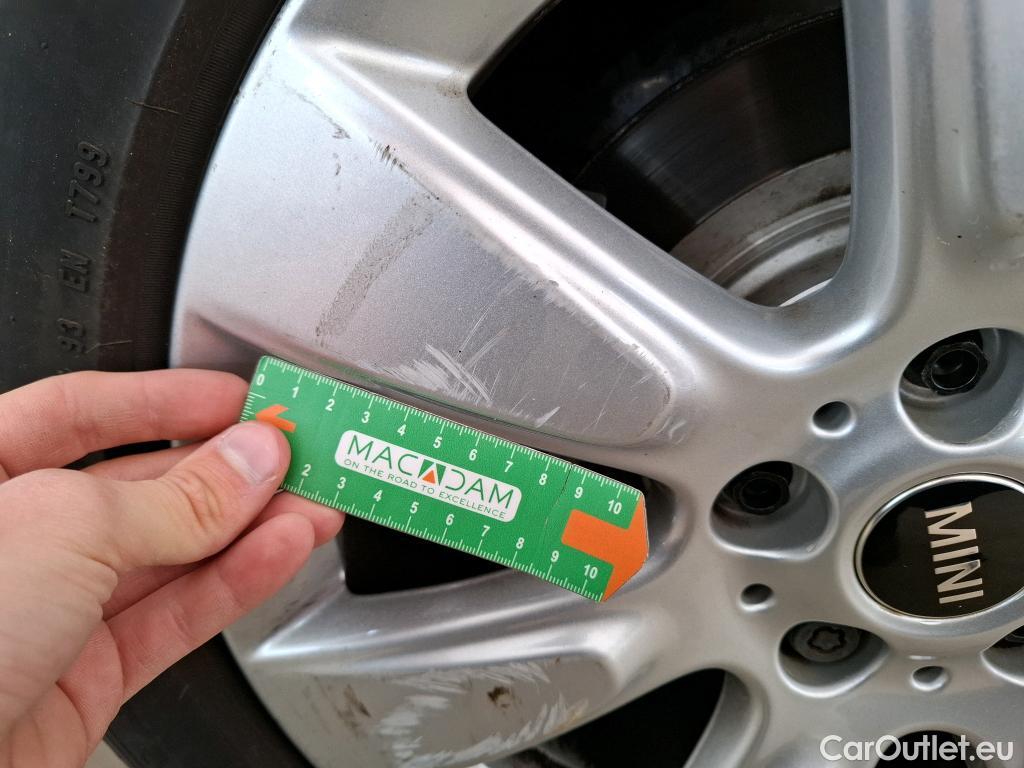 93 EN T799
0 1 2 3 4 5 6 7 8 9 10
MACADAM
ON THE ROAD TO EXCELLENCE
2 3 4 5 6 7 8 9 10
MINI
CarOutlet.eu